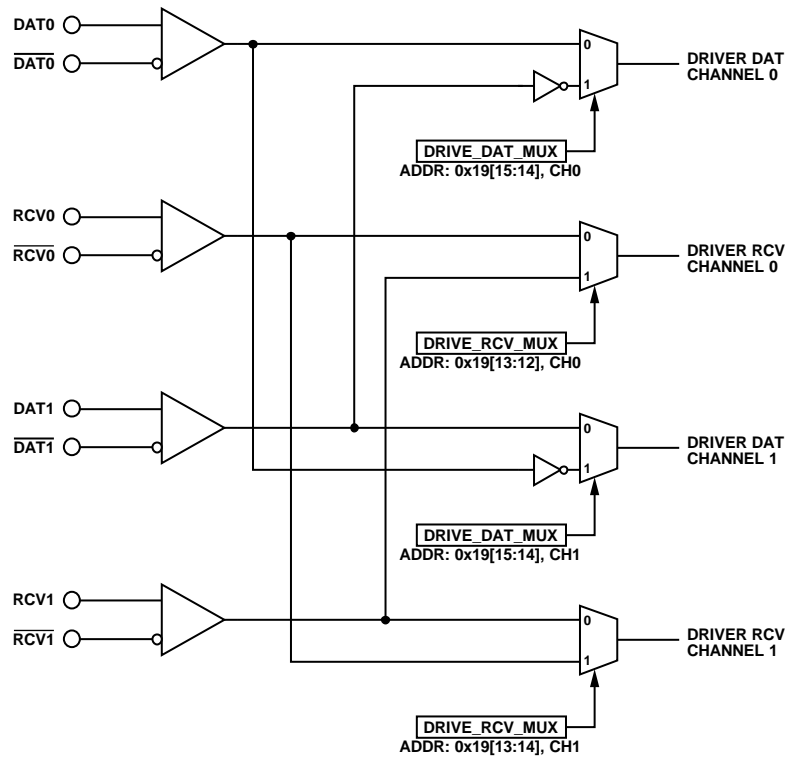 DAT0
DAT0
0
1
DRIVER DAT
CHANNEL 0
DRIVE_DAT_MUX
ADDR: 0x19[15:14], CH0
RCV0
RCV0
0
1
DRIVER RCV
CHANNEL 0
DRIVE_RCV_MUX
ADDR: 0x19[13:12], CH0
DAT1
DAT1
0
1
DRIVER DAT
CHANNEL 1
DRIVE_DAT_MUX
ADDR: 0x19[15:14], CH1
RCV1
RCV1
0
1
DRIVER RCV
CHANNEL 1
DRIVE_RCV_MUX
ADDR: 0x19[13:14], CH1